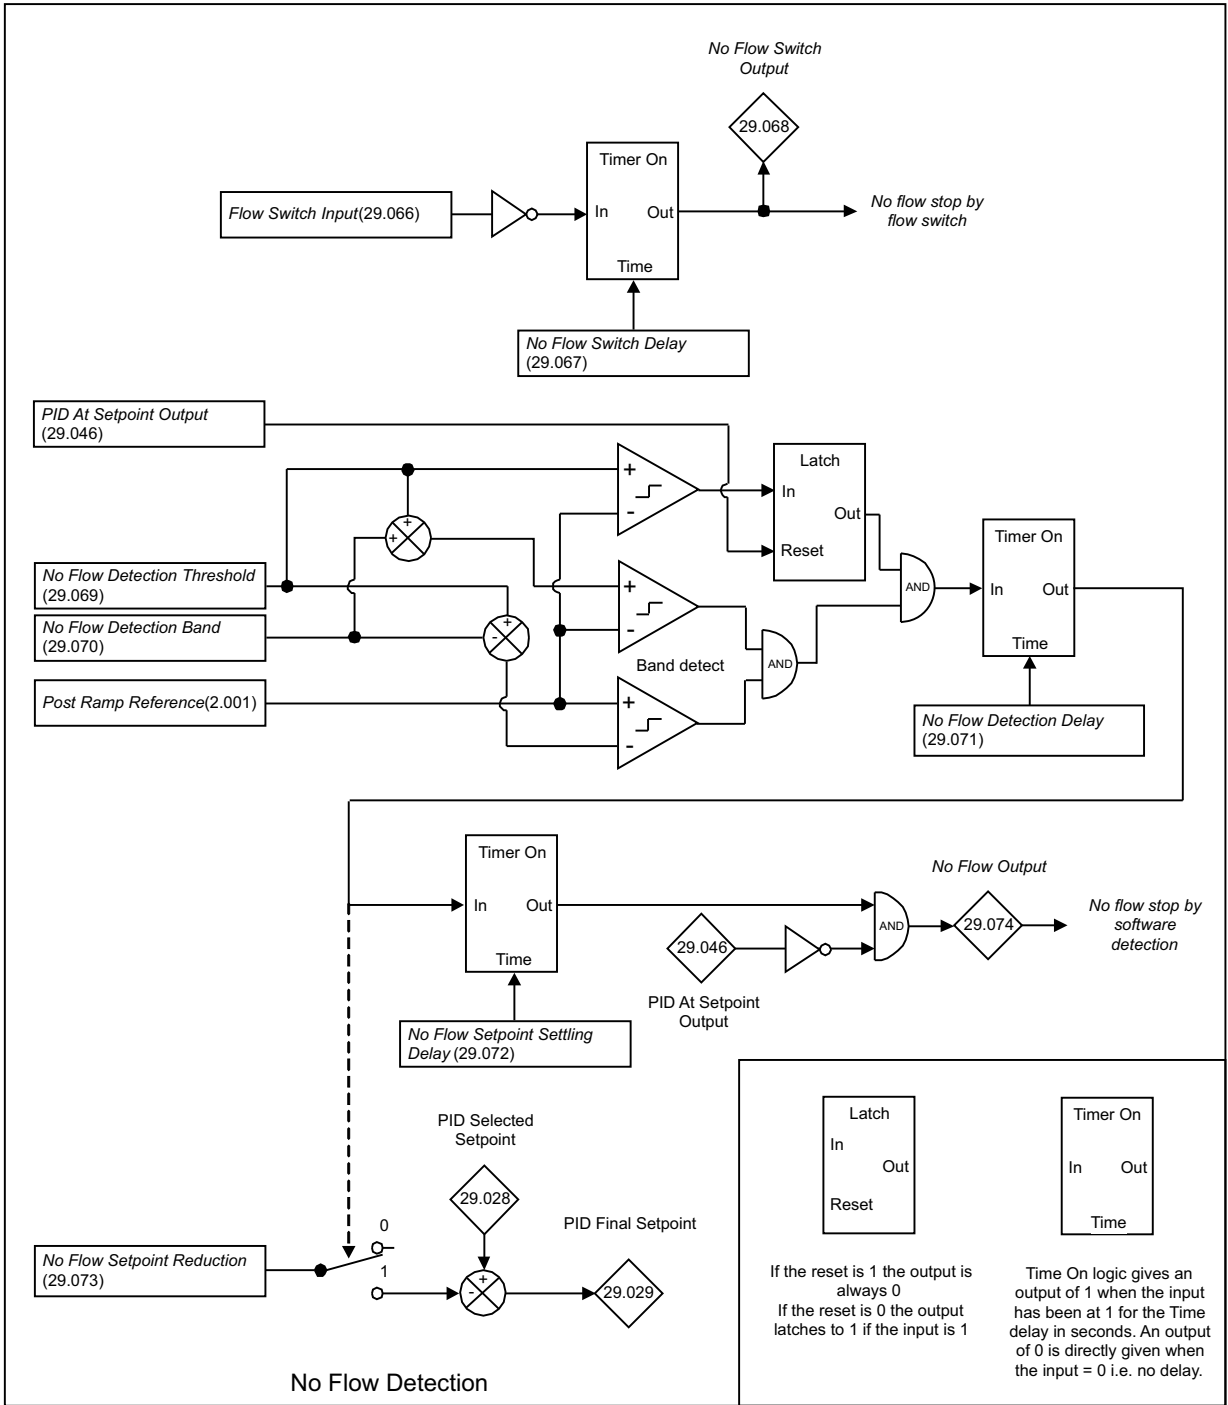 No Flow Switch
Output
29.068
Timer On
In Out
Time
Flow Switch Input(29.066)
No flow stop by
flow switch
No Flow Switch Delay
(29.067)
PID At Setpoint Output
(29.046)
+
-
Latch
In
Out
Reset
+
+
No Flow Detection Threshold
(29.069)
No Flow Detection Band
(29.070)
+
-
+
-
Band detect
AND
AND
Timer On
In Out
Time
Post Ramp Reference(2.001)
+
-
No Flow Detection Delay
(29.071)
Timer On
In Out
Time
No Flow Setpoint Settling
Delay (29.072)
29.046
PID At Setpoint
Output
AND
No Flow Output
29.074
No flow stop by
software
detection
PID Selected
Setpoint
29.028
PID Final Setpoint
29.029
No Flow Setpoint Reduction
(29.073)
0
1
+
-
No Flow Detection
Latch
In
Out
Reset
If the reset is 1 the output is
always 0
If the reset is 0 the output
latches to 1 if the input is 1
Timer On
In Out
Time
Time On logic gives an
output of 1 when the input
has been at 1 for the Time
delay in seconds. An output
of 0 is directly given when
the input = 0 i.e. no delay.